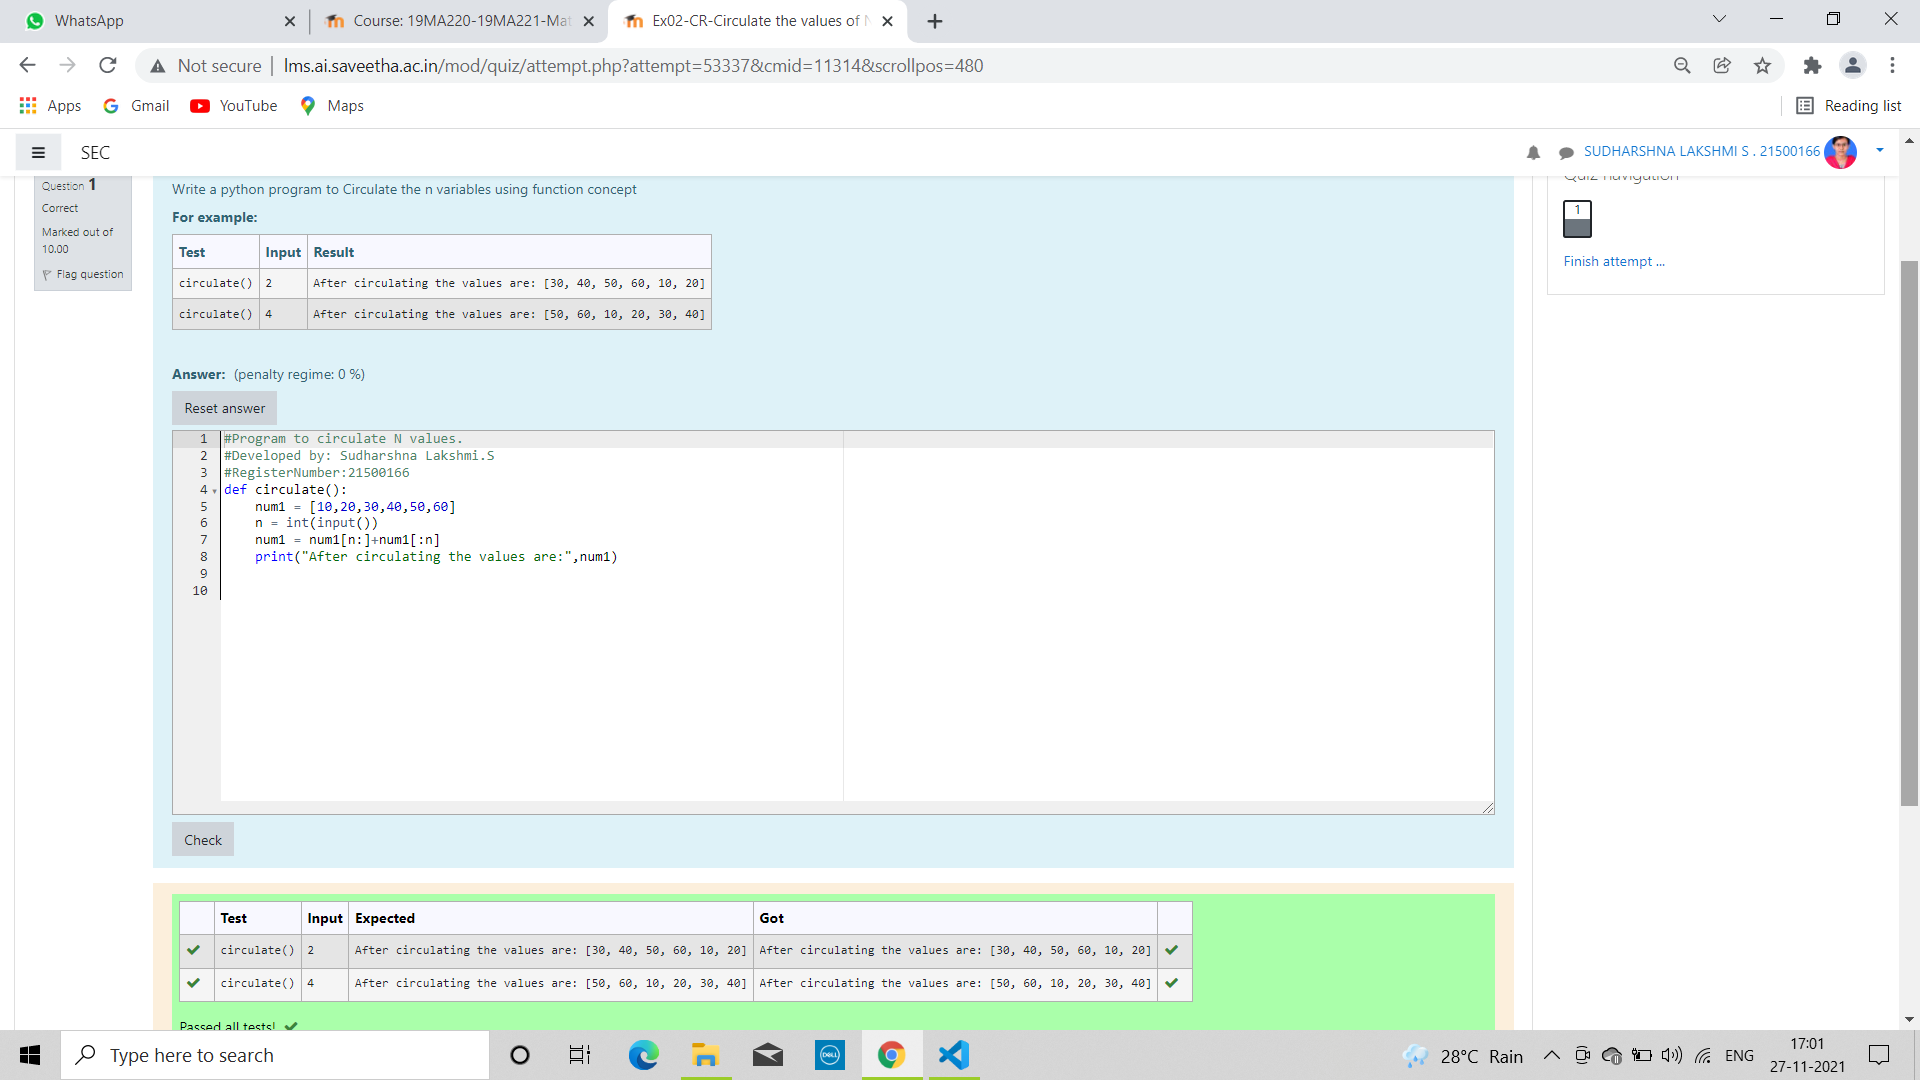 WhatsApp
Course: 19MA220-19MA221-Mat
Ex02-CR-Circulate the values of N
Not secure | lms.ai.saveetha.ac.in/mod/quiz/attempt.php?attempt=53337&cmid=11314&scrollpos=480
Apps Gmail YouTube Maps Reading list
SEC SUDHARSHNA LAKSHMI S . 21500166
Question 1
Correct
Marked out of
10.00
Flag question
Write a python program to Circulate the n variables using function concept
For example:
Test Input Result
circulate() 2 After circulating the values are: [30, 40, 50, 60, 10, 20]
circulate() 4 After circulating the values are: [50, 60, 10, 20, 30, 40]
Answer: (penalty regime: 0 %)
Reset answer
1 #Program to circulate N values.
2 #Developed by: Sudharshna Lakshmi.S
3 #RegisterNumber:21500166
4 def circulate():
5 num1 = [10,20,30,40,50,60]
6 n = int(input())
7 num1 = num1[n:]+num1[:n]
8 print("After circulating the values are:",num1)
9
10
Check
Test Input Expected Got
circulate() 2 After circulating the values are: [30, 40, 50, 60, 10, 20] After circulating the values are: [30, 40, 50, 60, 10, 20]
circulate() 4 After circulating the values are: [50, 60, 10, 20, 30, 40] After circulating the values are: [50, 60, 10, 20, 30, 40]
Passed all tests!
Quiz navigation
1
Finish attempt ...
Type here to search
DELL
28°C Rain
ENG
17:01
27-11-2021